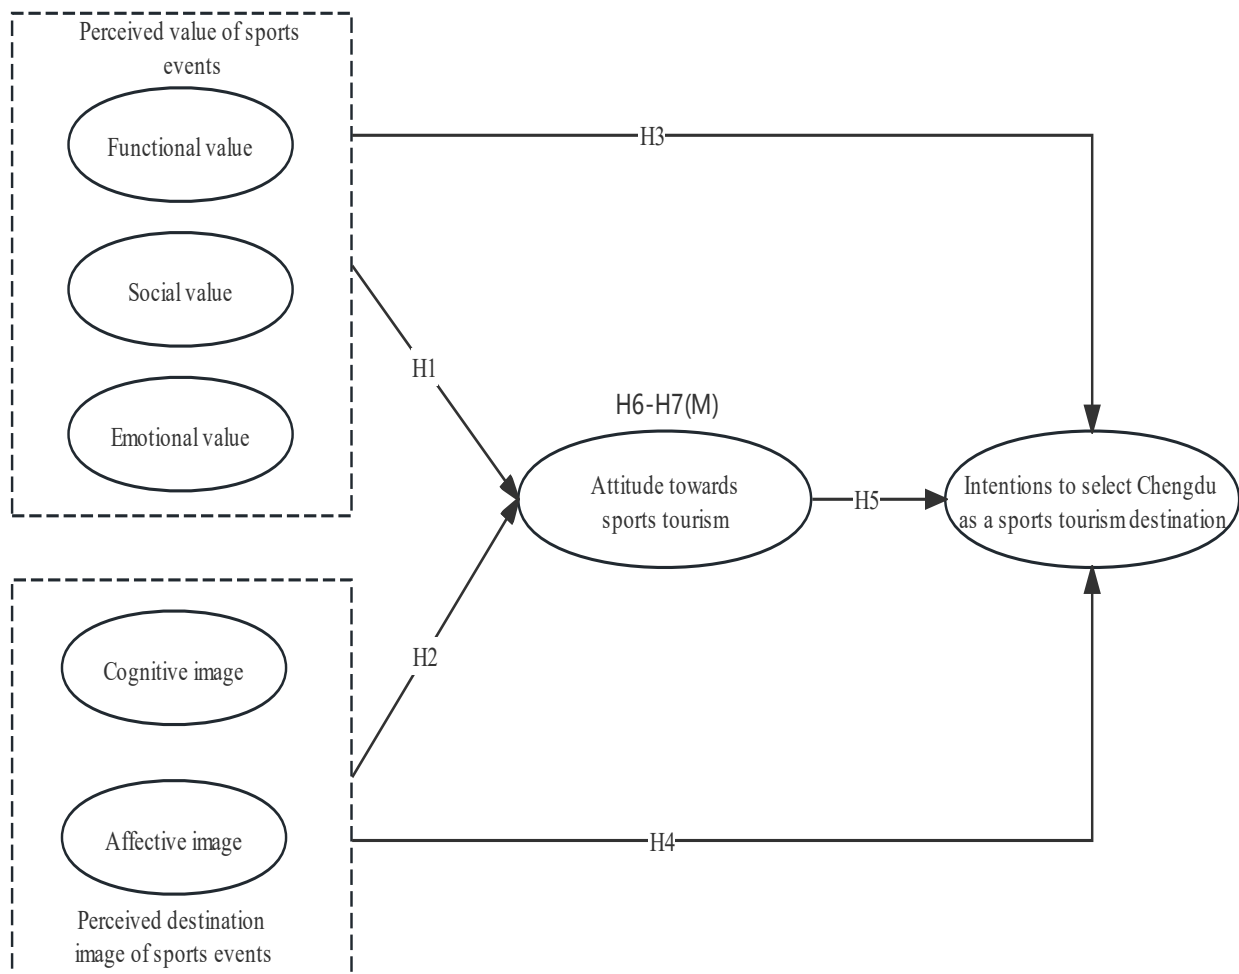 Perceived value of sports
events
Functional value
H3
Social value
H1
Emotional value
H6-H7(M)
Attitude towards
sports tourism
H5
Intentions to select Chengdu
as a sports tourism destination
Cognitive image
H2
Affective image
H4
Perceived destination
image of sports events